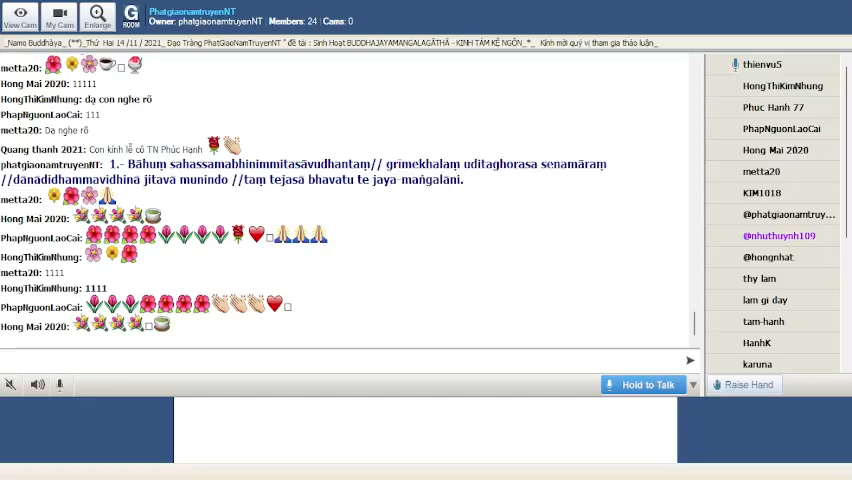 PhatgiaonamtruyenNT
Owner: phatgiaonamtruyenNT Members: 24 Cams: 0
View Cam
My Cam
Enlarge
G
ROOM
_Namo Buddhàya_ (**)_Thứ Hai 14 /11 / 2021_ Đạo Tràng PhatGiaoNamTruyenNT " đề tài : Sinh Hoạt BUDDHAJAYAMANGALAGĀTHĀ - KINH TÁM KỆ NGÔN_*_ Kính mời quý vị tham gia thảo luận_
metta20:
Hong Mai 2020: 11111
HongThiKimNhung: dạ con nghe rõ
PhapNguonLaoCai: 111
metta20: Dạ nghe rõ
Quang thanh 2021: Con kính lễ cô TN Phúc Hạnh
phatgiaonamtruyenNT: 1.- Bāhuṃ sahassamabhinimmitasāvudhantaṃ// grīmekhalaṃ uditaghorasa senamāraṃ
//dānādidhammavidhinā jitavā munindo //taṃ tejasā bhavatu te jaya-maṅgalāni.
metta20:
Hong Mai 2020:
PhapNguonLaoCai:
HongThiKimNhung:
metta20: 1111
HongThiKimNhung: 1111
PhapNguonLaoCai:
Hong Mai 2020:
Hold to Talk
thienvu5
HongThiKimNhung
Phuc Hanh 77
PhapNguonLaoCai
Hong Mai 2020
metta20
KIM1018
@phatgiaonamtruy...
@nhuthuynh109
@hongnhat
thy lam
lam gi day
tam-hanh
HanhK
karuna
Raise Hand